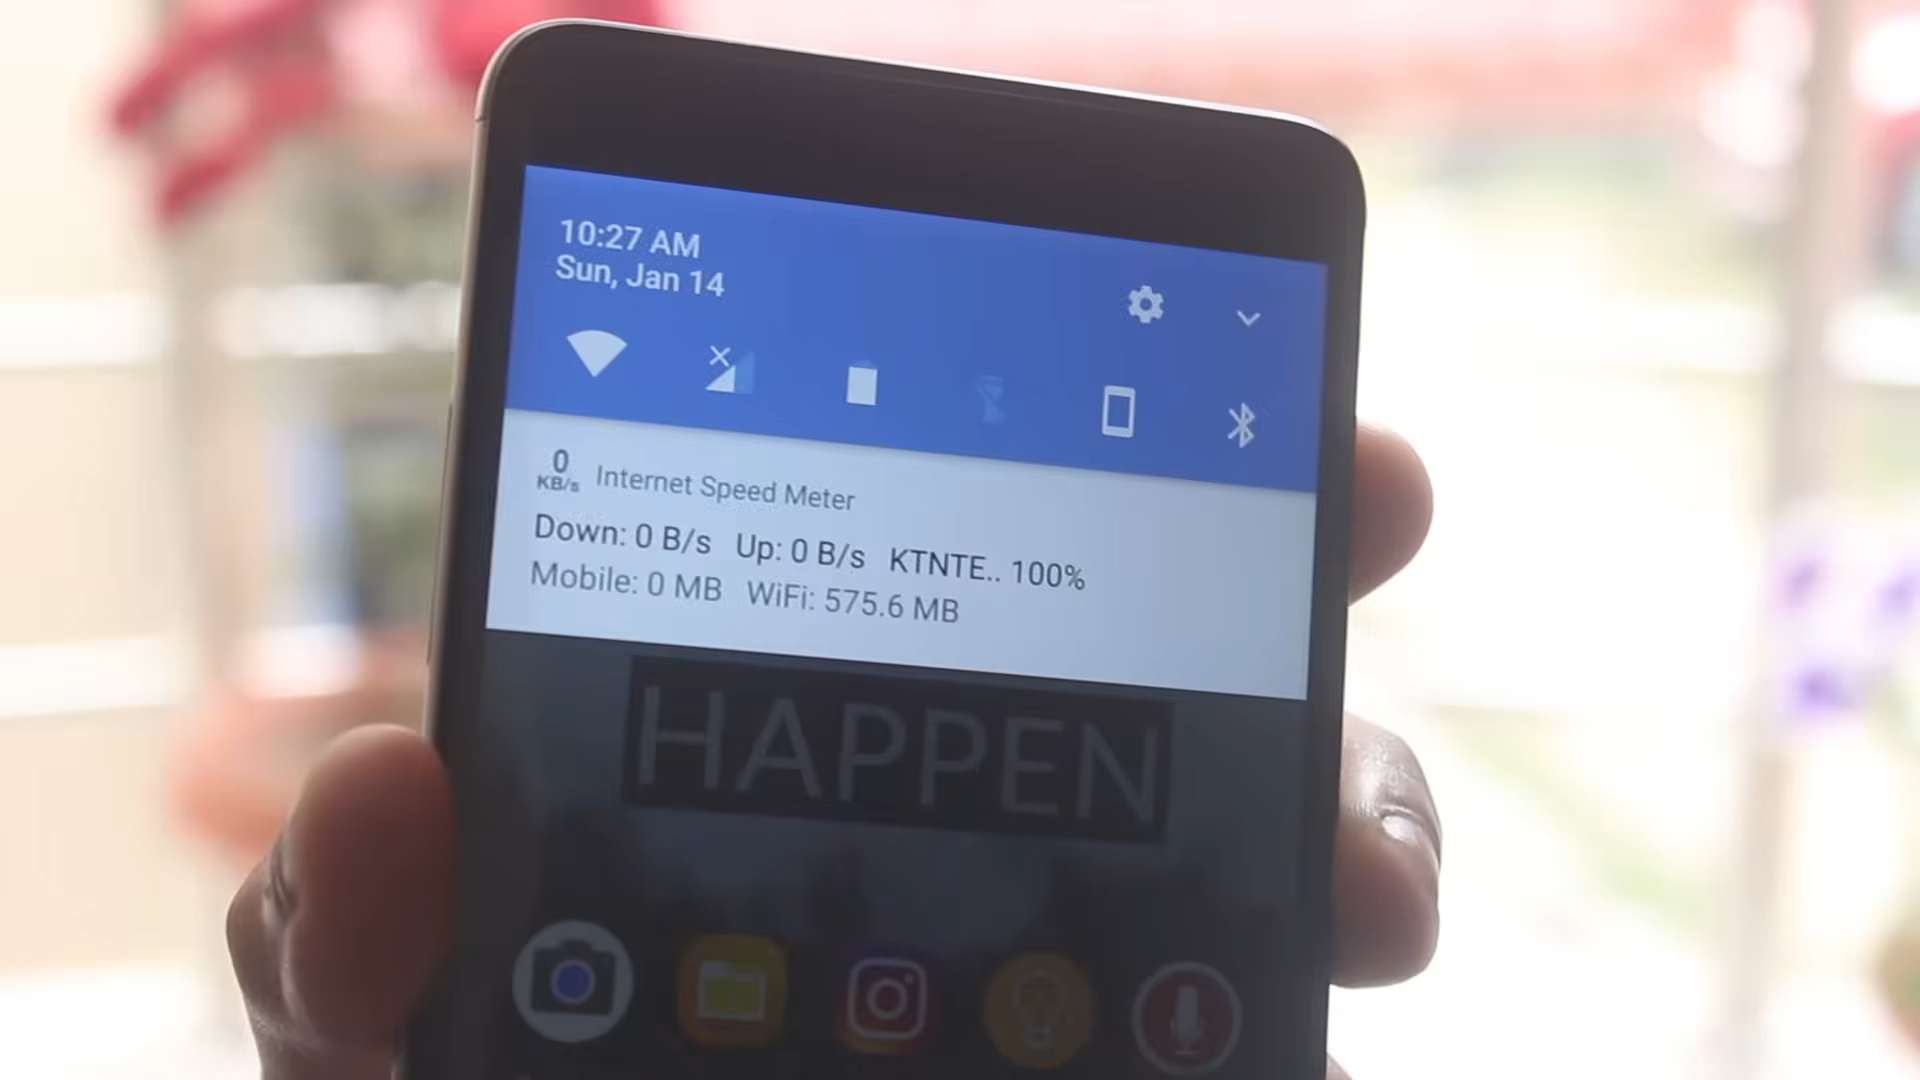 10:27 AM
Sun, Jan 14
0
KB/s
Internet Speed Meter
Down: 0 B/s Up: 0 B/s KTNTE.. 100%
Mobile: 0 MB WiFi: 575.6 MB
HAPPEN